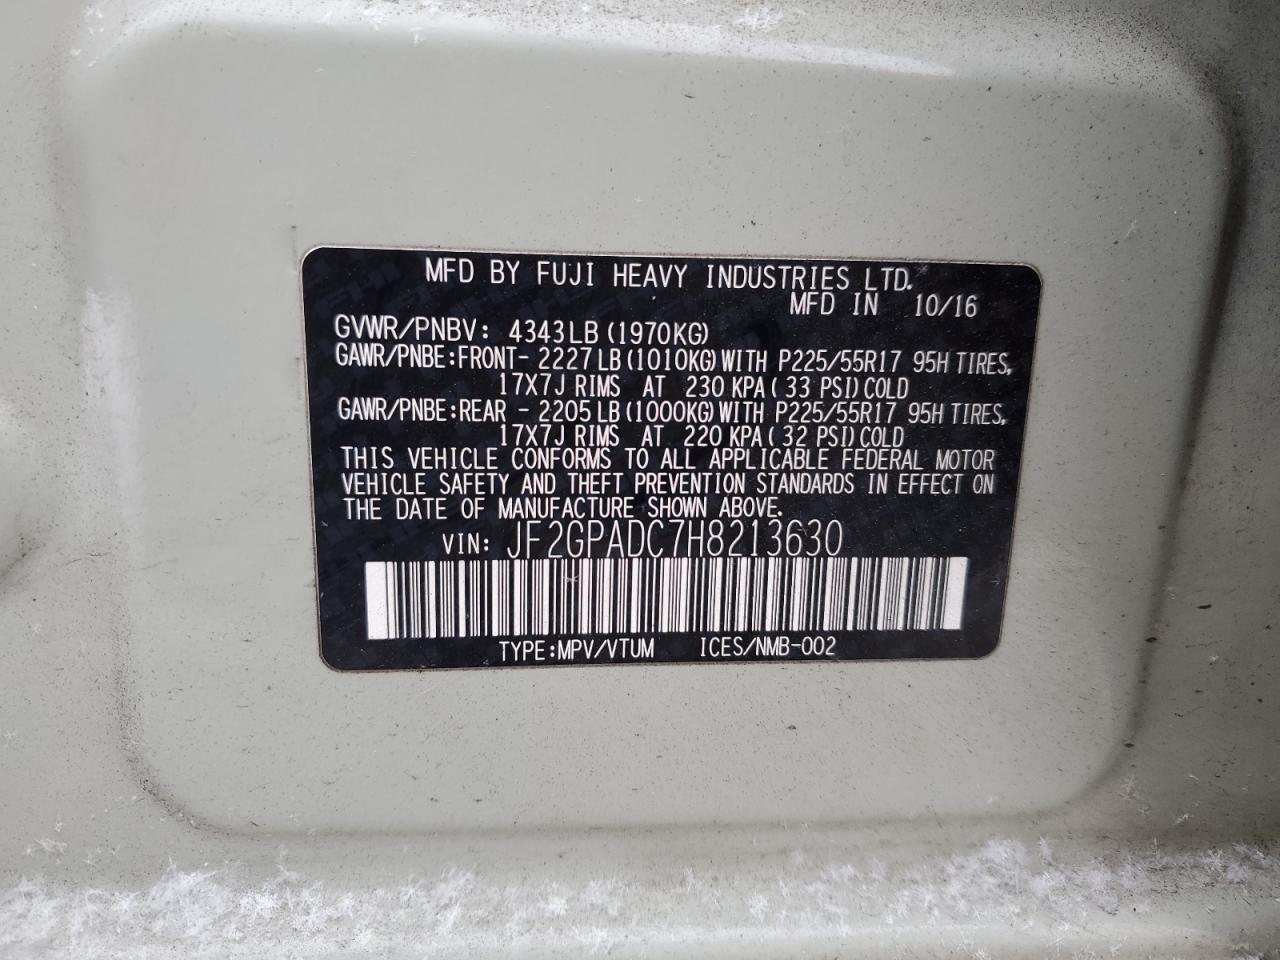 MFD BY FUJI HEAVY INDUSTRIES LTD.
MFD IN 10/16
GVWR/PNBV: 4343LB (1970KG)
GAWR/PNBE:FRONT- 2227LB (1010KG) WITH P225/55R17 95H TIRES,
17X7J RIMS AT 230 KPA ( 33 PSI) COLD
GAWR/PNBE:REAR - 2205LB (1000KG) WITH P225/55R17 95H TIRES,
17X7J RIMS AT 220 KPA ( 32 PSI) COLD
THIS VEHICLE CONFORMS TO ALL APPLICABLE FEDERAL MOTOR
VEHICLE SAFETY AND THEFT PREVENTION STANDARDS IN EFFECT ON
THE DATE OF MANUFACTURE SHOWN ABOVE.
VIN: JF2GPADC7H8213630
TYPE:MPV/VTUM ICES/NMB-002